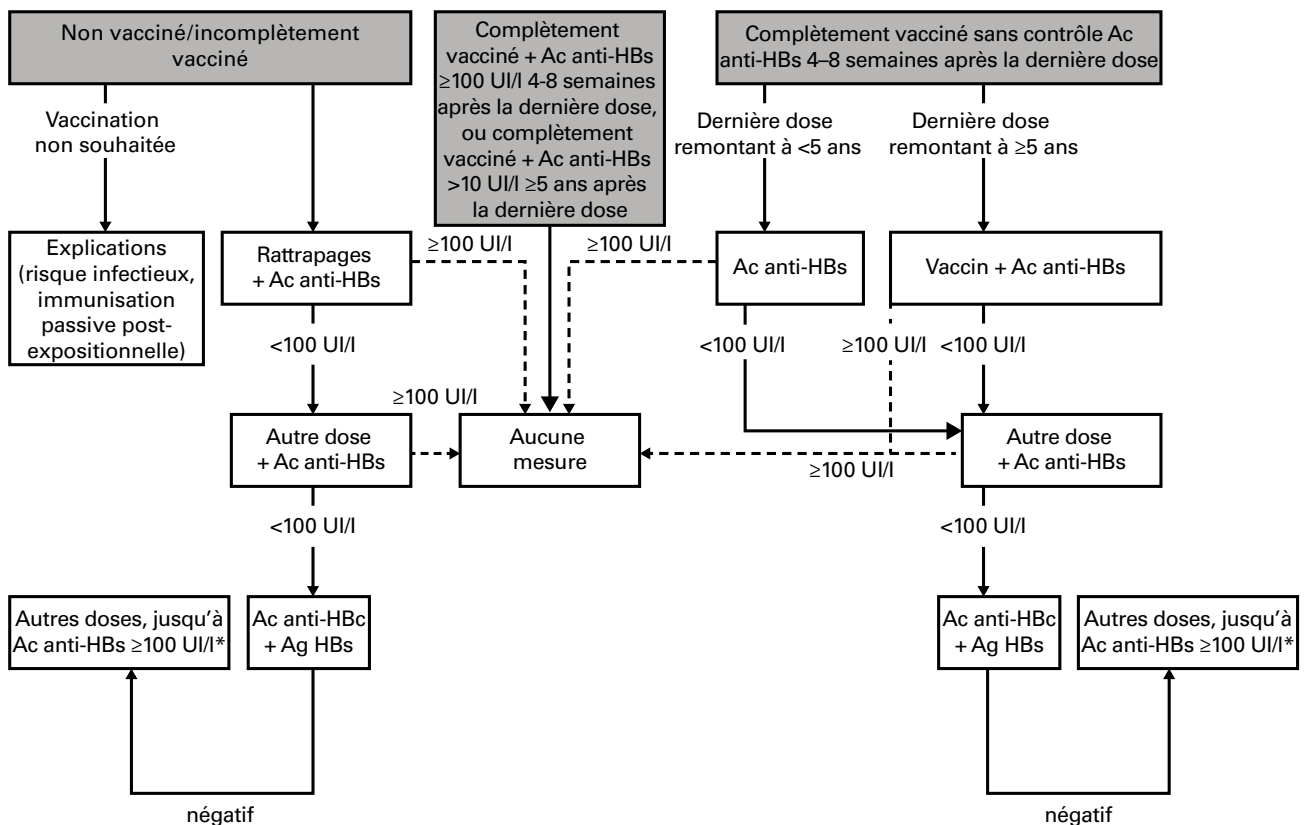 Non vacciné/incomplètement
vacciné
Complètement
vacciné + Ac anti-HBs
≥100 UI/l 4-8 semaines
après la dernière dose,
ou complètement
vacciné + Ac anti-HBs
>10 UI/l ≥5 ans après
la dernière dose
Complètement vacciné sans contrôle Ac
anti-HBs 4–8 semaines après la dernière dose
Vaccination
non souhaitée
Dernière dose
remontant à <5 ans
Dernière dose
remontant à ≥5 ans
Explications
(risque infectieux,
immunisation
passive post-
expositionnelle)
Rattrapages
+ Ac anti-HBs
≥100 UI/l
≥100 UI/l
Ac anti-HBs
Vaccin + Ac anti-HBs
<100 UI/l
<100 UI/l
≥100 UI/l
<100 UI/l
≥100 UI/l
Autre dose
+ Ac anti-HBs
Aucune
mesure
≥100 UI/l
Autre dose
+ Ac anti-HBs
<100 UI/l
<100 UI/l
Autres doses, jusqu’à
Ac anti-HBs ≥100 UI/l*
Ac anti-HBc
+ Ag HBs
Ac anti-HBc
+ Ag HBs
Autres doses, jusqu’à
Ac anti-HBs ≥100 UI/l*
négatif
négatif